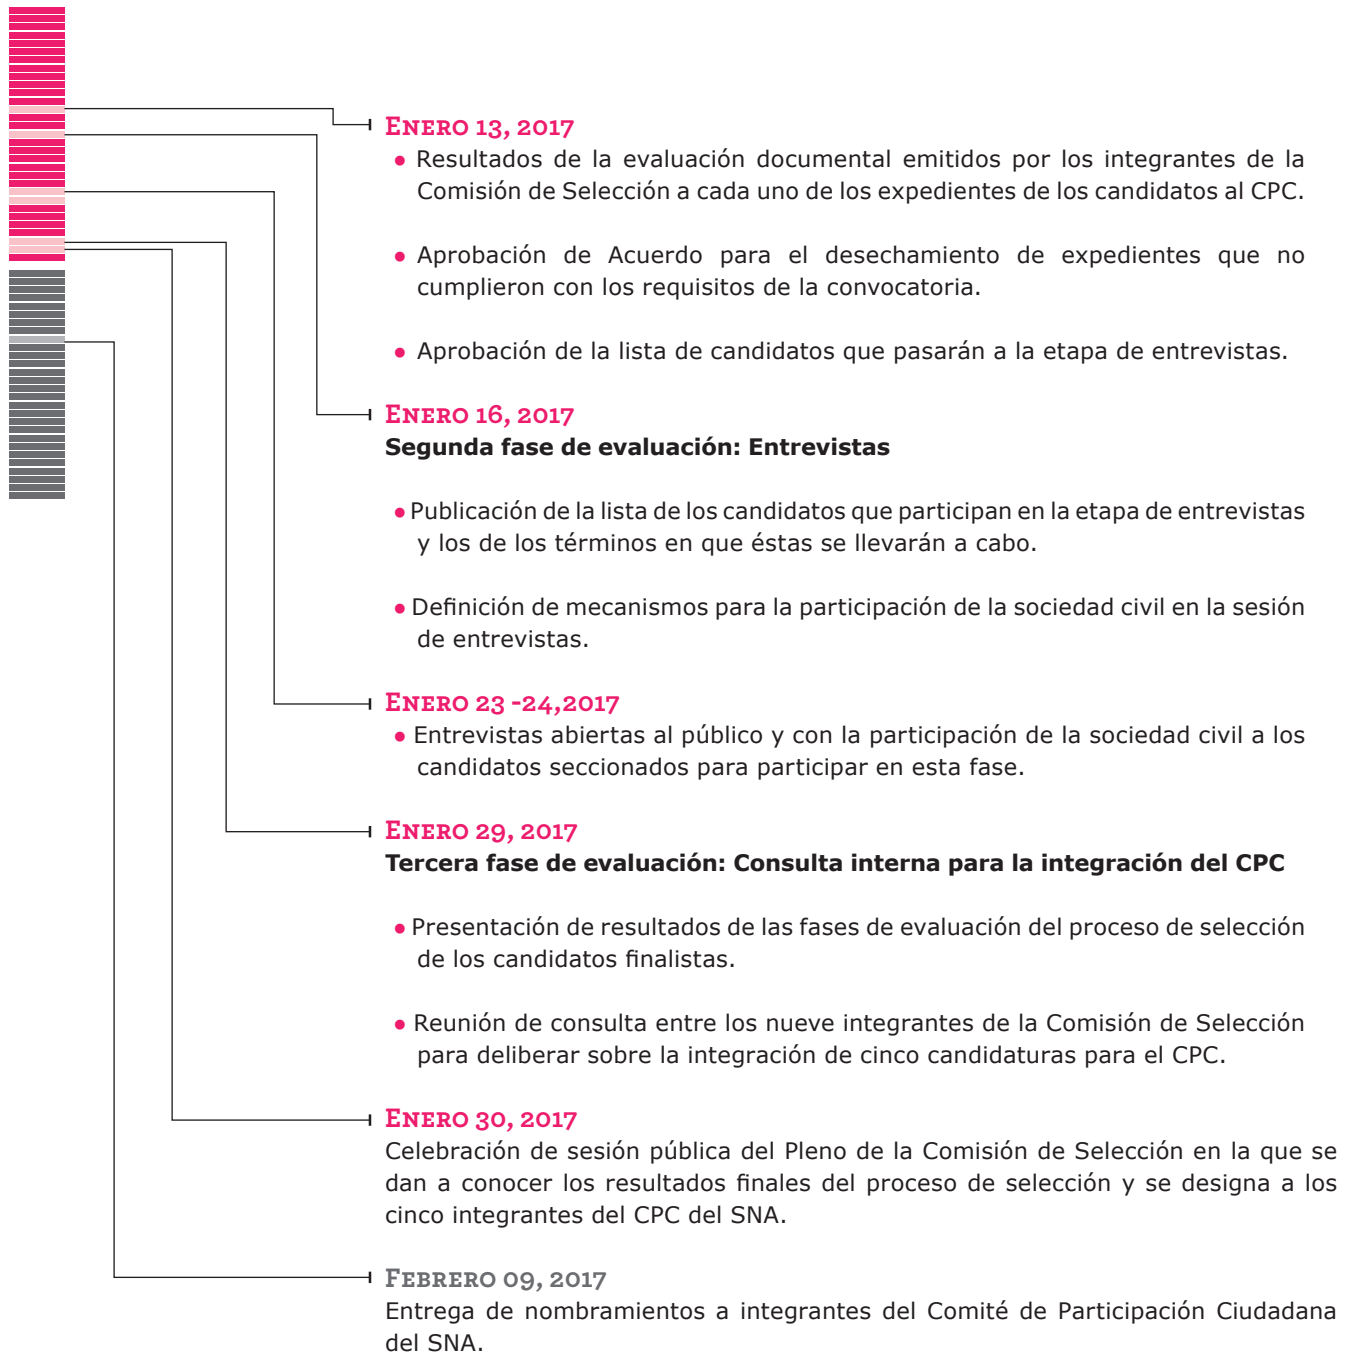 Enero 13, 2017
• Resultados de la evaluación documental emitidos por los integrantes de la
Comisión de Selección a cada uno de los expedientes de los candidatos al CPC.
• Aprobación de Acuerdo para el desechamiento de expedientes que no
cumplieron con los requisitos de la convocatoria.
• Aprobación de la lista de candidatos que pasarán a la etapa de entrevistas.
Enero 16, 2017
Segunda fase de evaluación: Entrevistas
• Publicación de la lista de los candidatos que participan en la etapa de entrevistas
y los de los términos en que éstas se llevarán a cabo.
• Definición de mecanismos para la participación de la sociedad civil en la sesión
de entrevistas.
Enero 23 -24,2017
• Entrevistas abiertas al público y con la participación de la sociedad civil a los
candidatos seccionados para participar en esta fase.
Enero 29, 2017
Tercera fase de evaluación: Consulta interna para la integración del CPC
• Presentación de resultados de las fases de evaluación del proceso de selección
de los candidatos finalistas.
• Reunión de consulta entre los nueve integrantes de la Comisión de Selección
para deliberar sobre la integración de cinco candidaturas para el CPC.
Enero 30, 2017
Celebración de sesión pública del Pleno de la Comisión de Selección en la que se
dan a conocer los resultados finales del proceso de selección y se designa a los
cinco integrantes del CPC del SNA.
Febrero 09, 2017
Entrega de nombramientos a integrantes del Comité de Participación Ciudadana
del SNA.